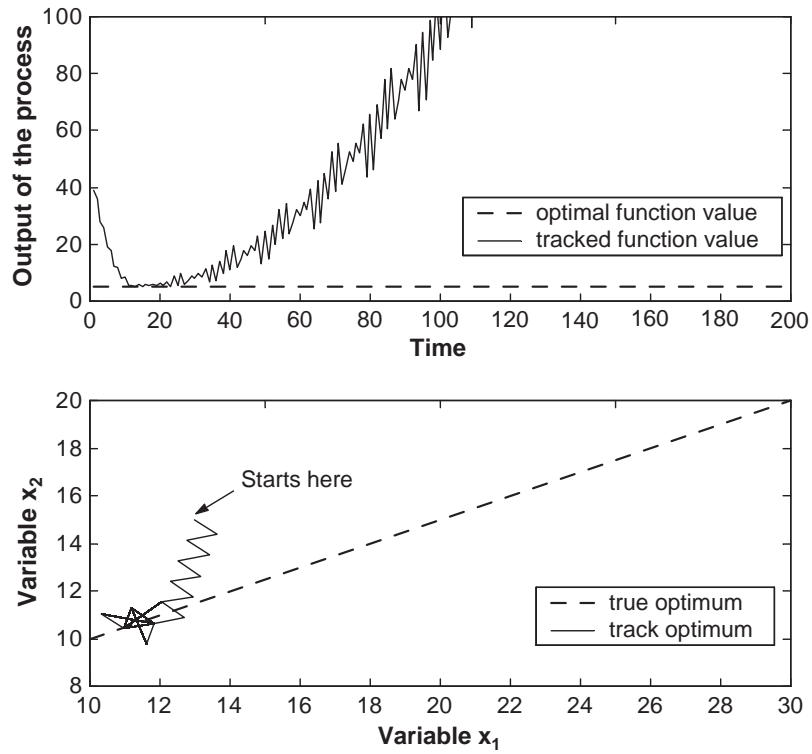 Output of the process
100
80
60
40
20
0
optimal function value
tracked function value
0 20 40 60 80 100 120 140 160 180 200
Time
Variable x₂
20
18
16
14
12
10
8
Starts here
true optimum
track optimum
10 12 14 16 18 20 22 24 26 28 30
Variable x₁